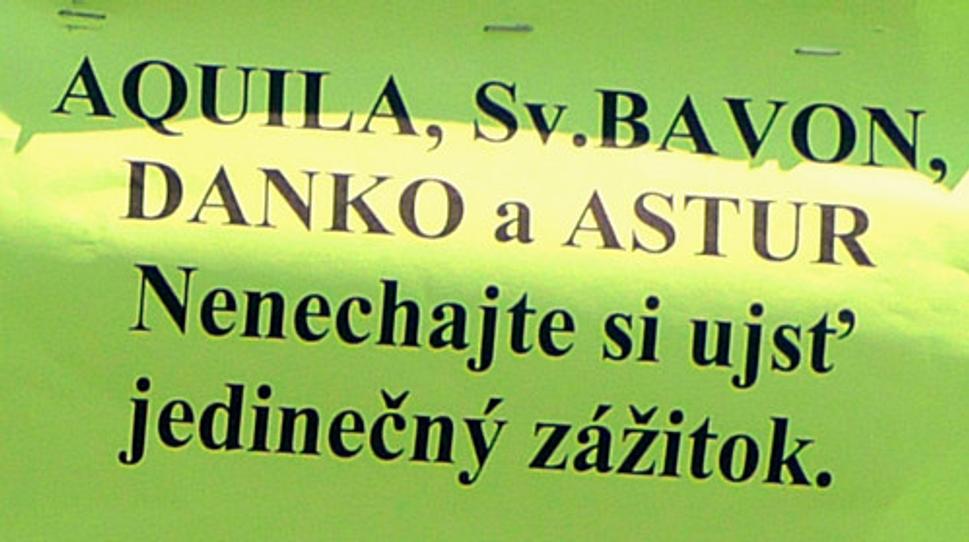 AQUILA, Sv.BAVON,
DANKO a ASTUR
Nenechajte si ujsť
jedinečný zážitok.